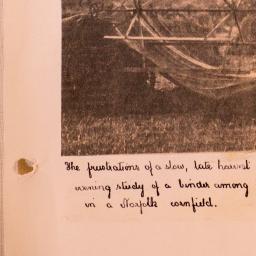 The frustrations of a slow, late harvest
evening study of a binder among
in a Norfolk cornfield.